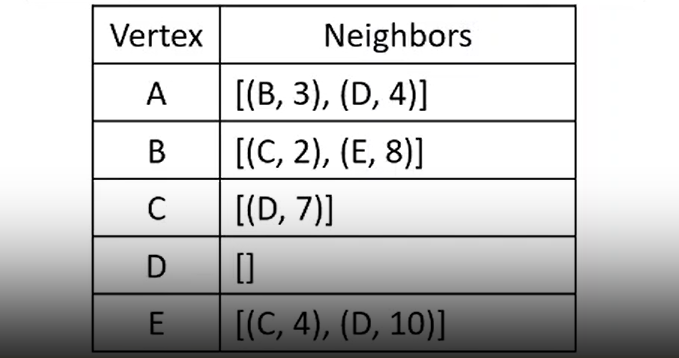 Vertex Neighbors
A [(B, 3), (D, 4)]
B [(C, 2), (E, 8)]
C [(D, 7)]
D []
E [(C, 4), (D, 10)]